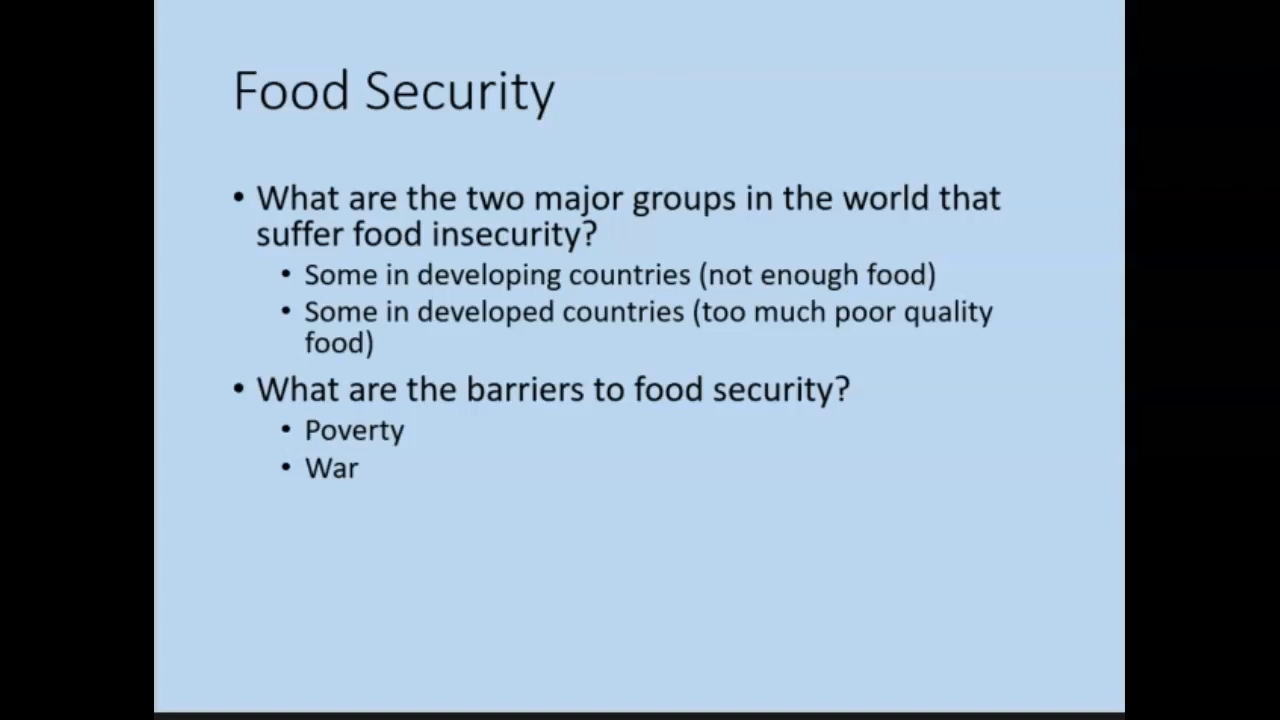 Food Security
• What are the two major groups in the world that
suffer food insecurity?
• Some in developing countries (not enough food)
• Some in developed countries (too much poor quality
food)
• What are the barriers to food security?
• Poverty
• War